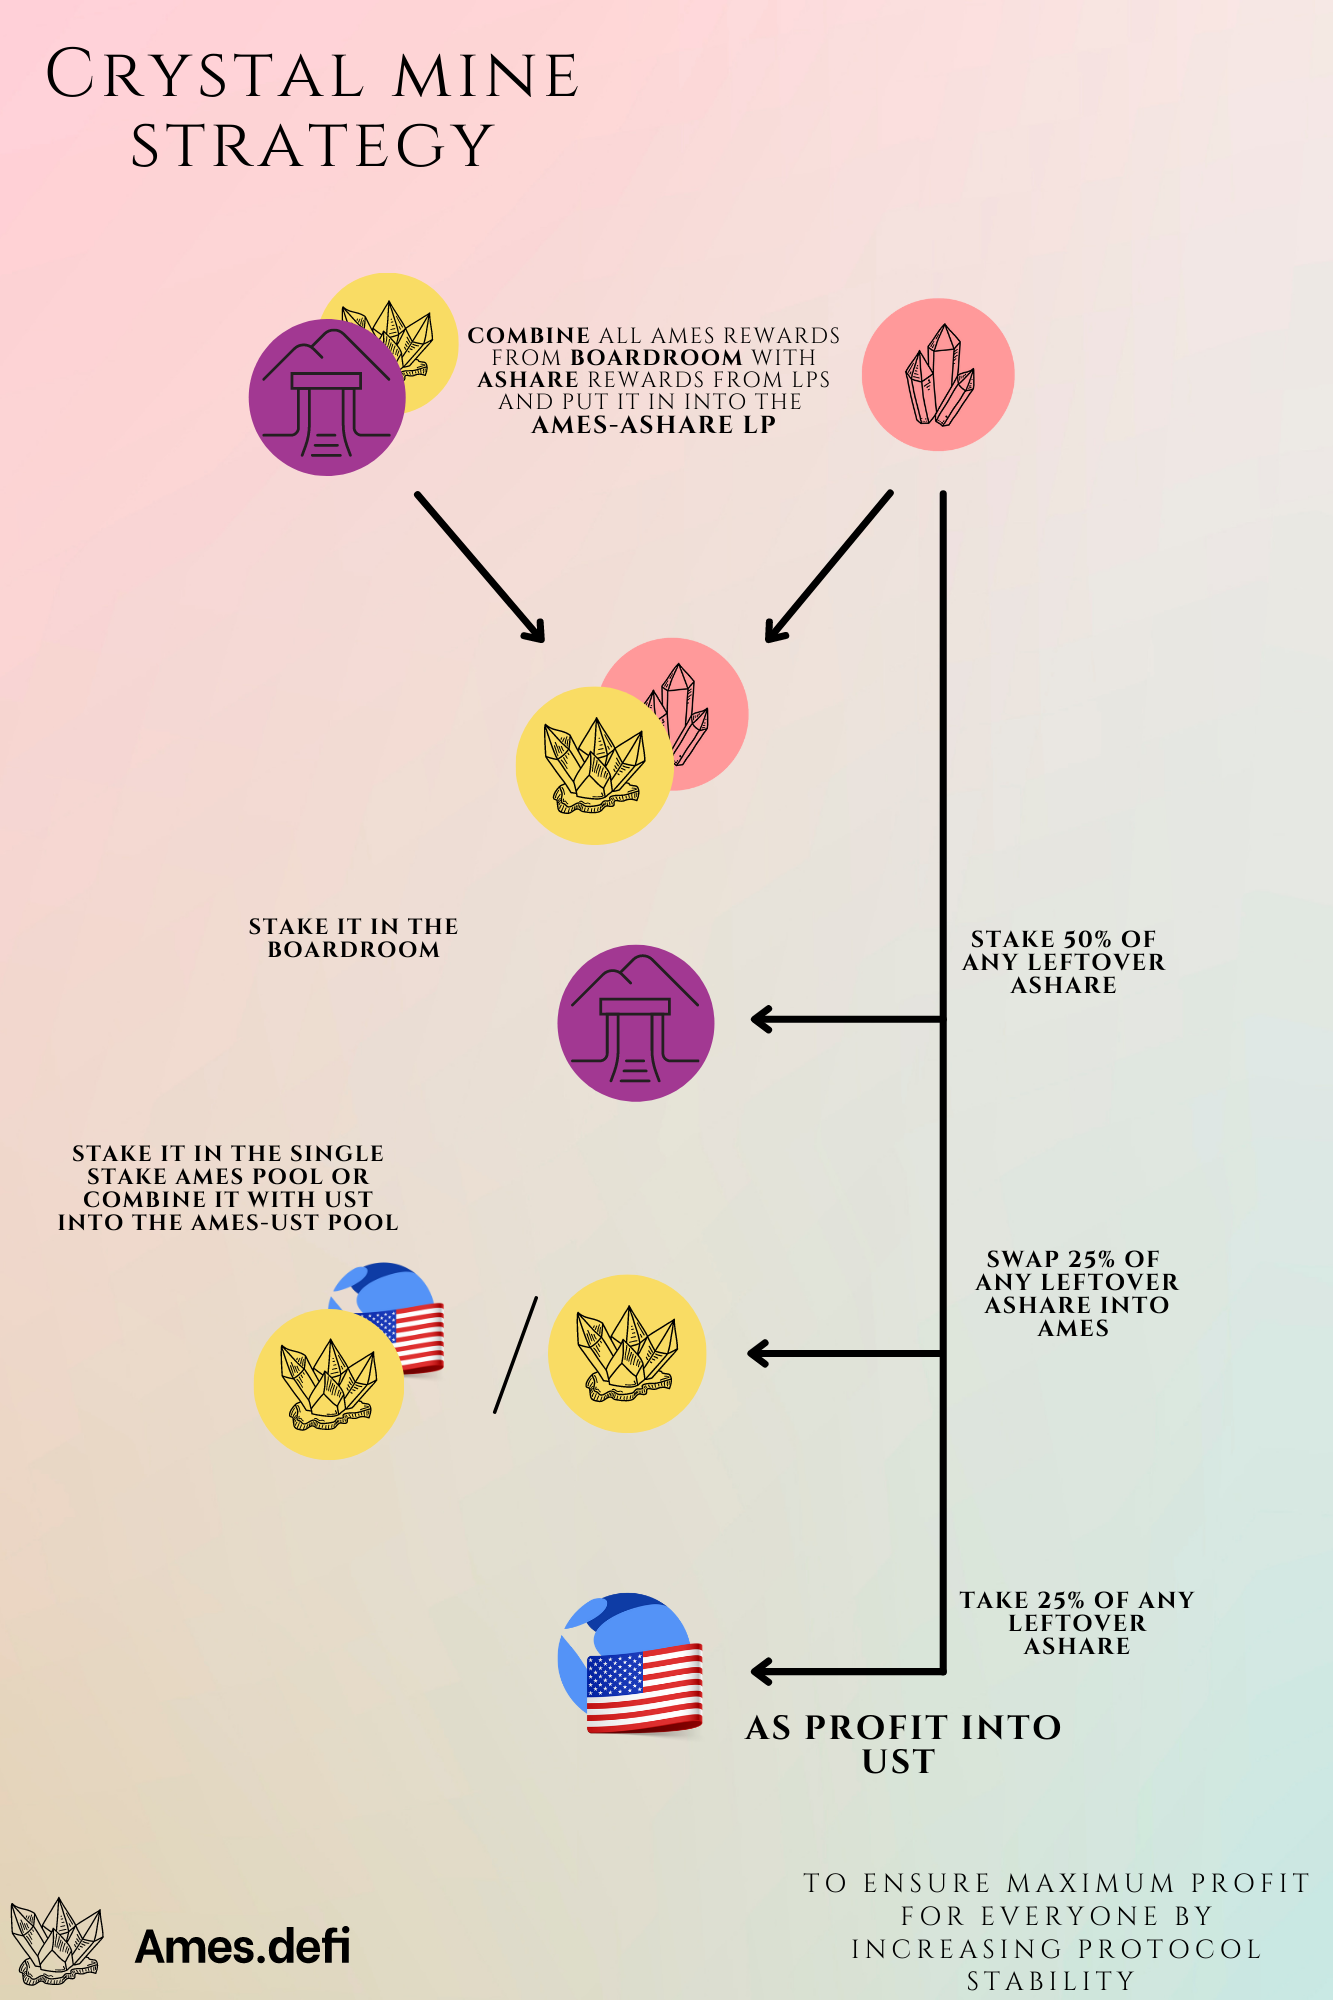 Crystal mine
strategy
COMBINE ALL AMES REWARDS
FROM BOARDROOM WITH
ASHARE REWARDS FROM LPS
AND PUT IT IN INTO THE
AMES-ASHARE LP
STAKE IT IN THE
BOARDROOM
STAKE 50% OF
ANY LEFTOVER
ASHARE
STAKE IT IN THE SINGLE
STAKE AMES POOL OR
COMBINE IT WITH UST
INTO THE AMES-UST POOL
SWAP 25% OF
ANY LEFTOVER
ASHARE INTO
AMES
TAKE 25% OF ANY
LEFTOVER
ASHARE
AS PROFIT INTO
UST
TO ENSURE MAXIMUM PROFIT
FOR EVERYONE BY
INCREASING PROTOCOL
STABILITY
Ames.defi